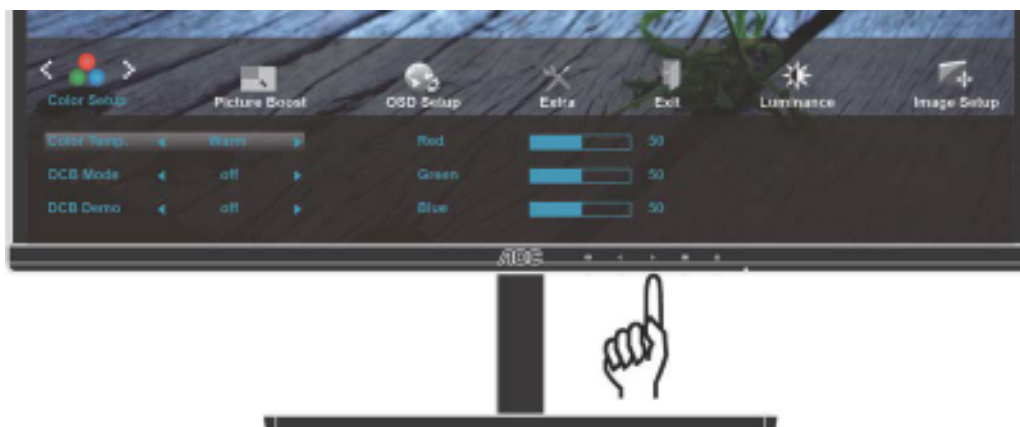 Color Setup Picture Boost OSD Setup Extra Exit Luminance Image Setup
Color Temp. Warm Red 50
DCB Mode off Green 50
DCB Demo off Blue 50
AOC